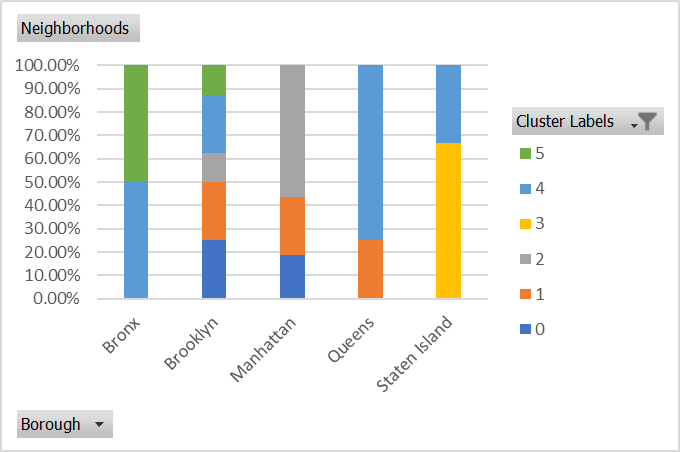 Neighborhoods
100.00%
90.00%
80.00%
70.00%
60.00%
50.00%
40.00%
30.00%
20.00%
10.00%
0.00%
Bronx
Brooklyn
Manhattan
Queens
Staten Island
Cluster Labels
5
4
3
2
1
0
Borough